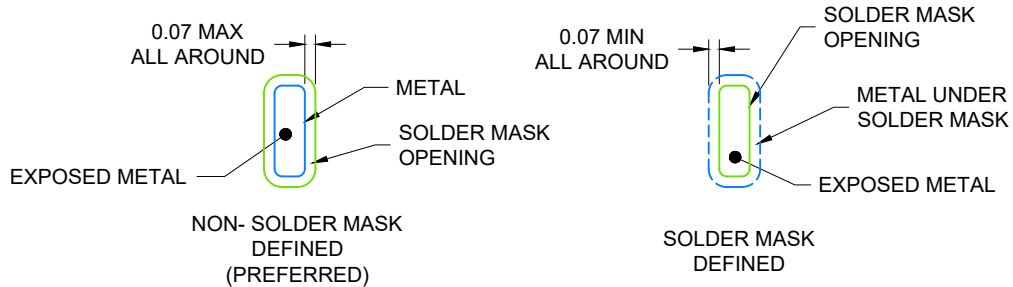 0.07 MAX
ALL AROUND
METAL
SOLDER MASK
OPENING
EXPOSED METAL
NON- SOLDER MASK
DEFINED
(PREFERRED)
0.07 MIN
ALL AROUND
SOLDER MASK
OPENING
METAL UNDER
SOLDER MASK
EXPOSED METAL
SOLDER MASK
DEFINED